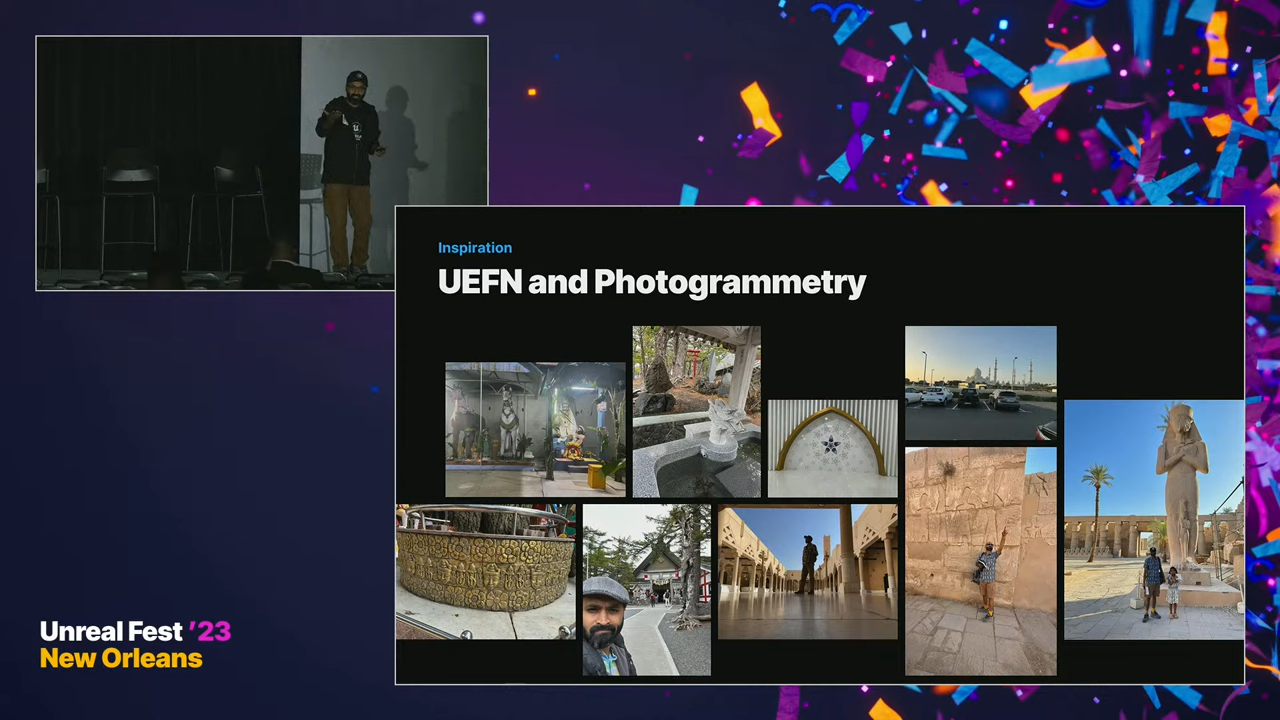 Inspiration
UEFN and Photogrammetry
Unreal Fest ’23
New Orleans